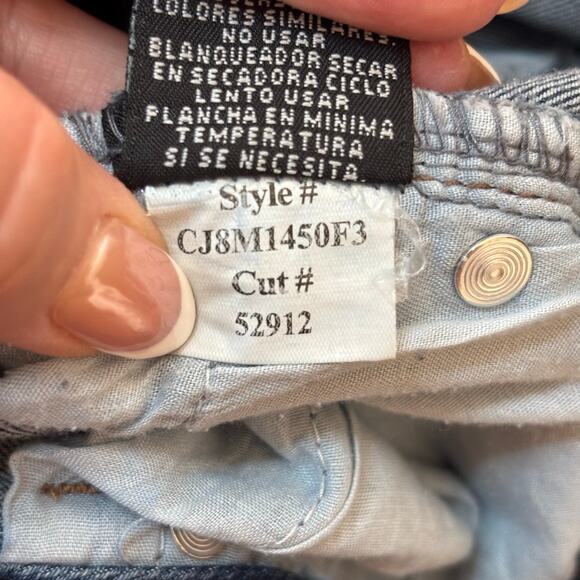 COLORES SIMILARES.
NO USAR
BLANQUEADOR SECAR
EN SECADORA CICLO
LENTO USAR
PLANCHA EN MINIMA
TEMPERATURA
SI SE NECESITA
Style #
CJ8M1450F3
Cut #
52912